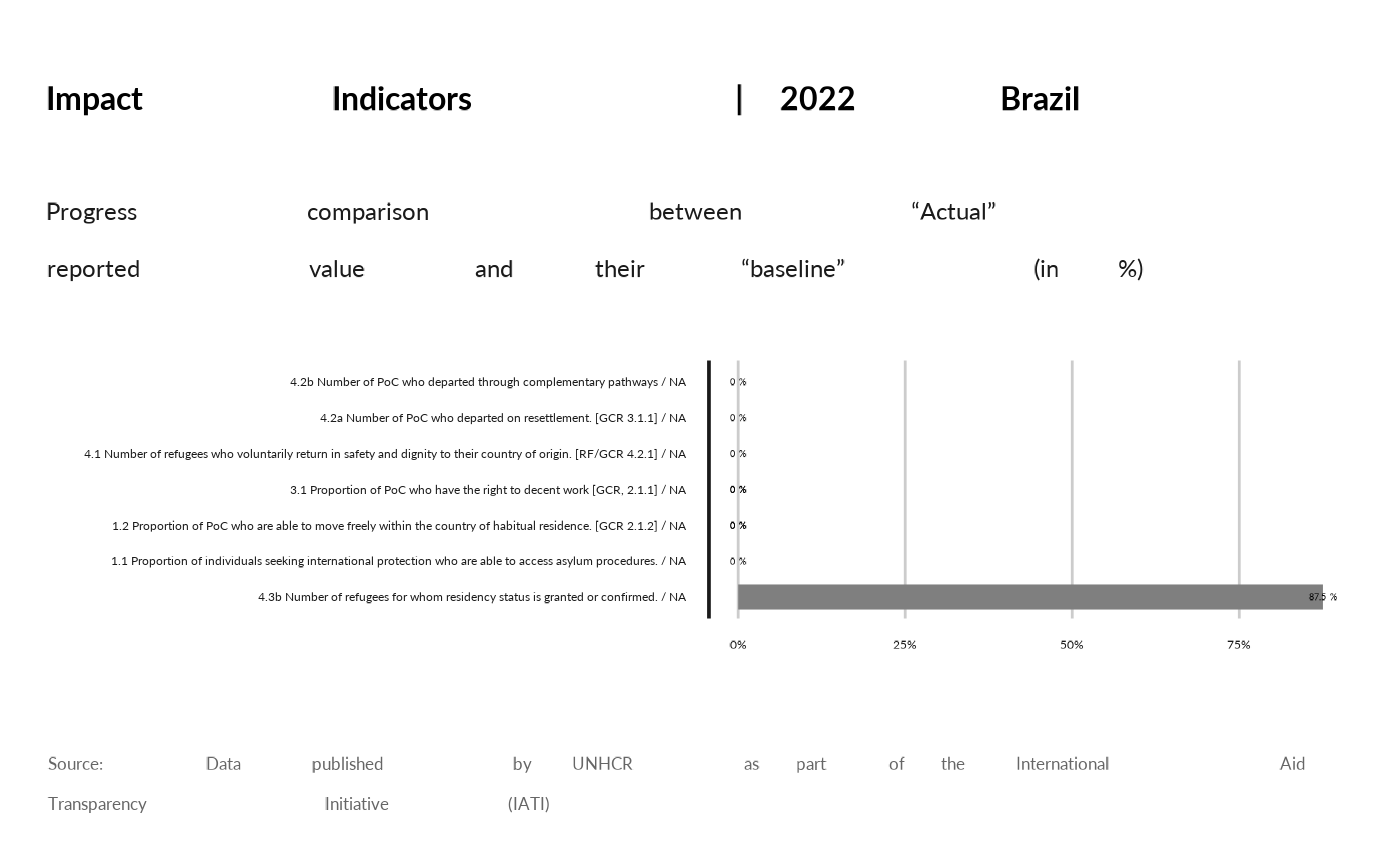 Impact Indicators | 2022 Brazil
Progress comparison between “Actual”
reported value and their “baseline” (in %)
4.2b Number of PoC who departed through complementary pathways / NA 0 %
4.2a Number of PoC who departed on resettlement. [GCR 3.1.1] / NA 0 %
4.1 Number of refugees who voluntarily return in safety and dignity to their country of origin. [RF/GCR 4.2.1] / NA 0 %
3.1 Proportion of PoC who have the right to decent work [GCR, 2.1.1] / NA 0 %
1.2 Proportion of PoC who are able to move freely within the country of habitual residence. [GCR 2.1.2] / NA 0 %
1.1 Proportion of individuals seeking international protection who are able to access asylum procedures. / NA 0 %
4.3b Number of refugees for whom residency status is granted or confirmed. / NA 87.5 %
0% 25% 50% 75%
Source: Data published by UNHCR as part of the International Aid
Transparency Initiative (IATI)